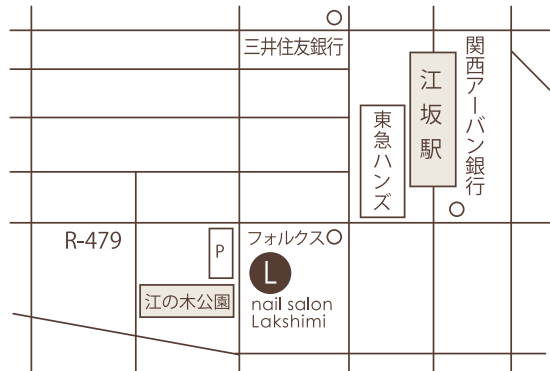 三井住友銀行
関西アーバン銀行
江坂駅
東急ハンズ
R-479
P
フォルクス
L
江の木公園
nail salon
Lakshimi